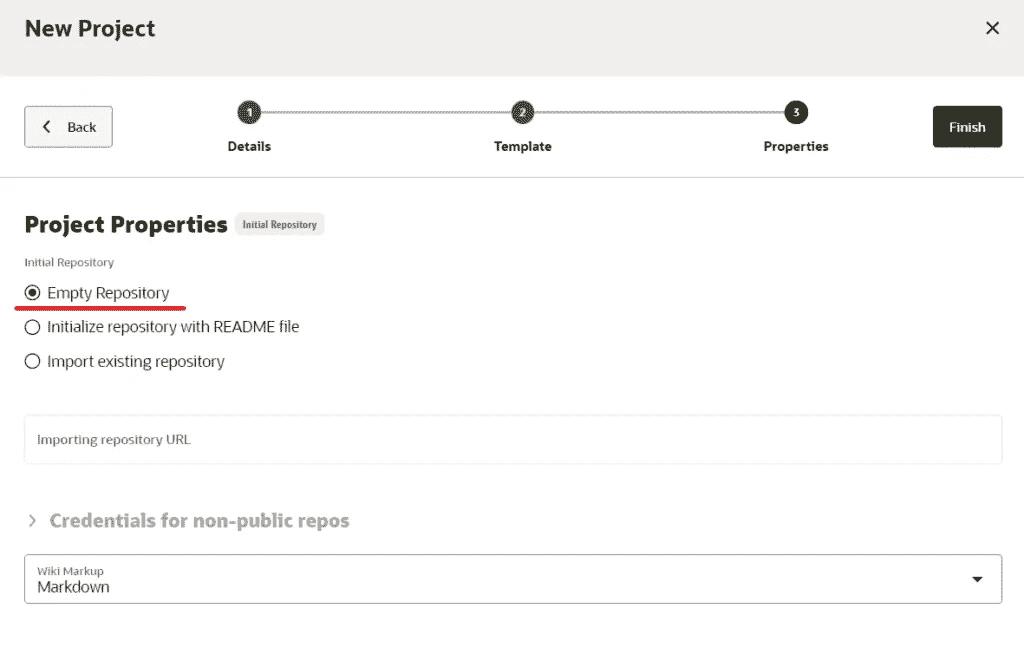 New Project
Back
1
2
3
Details
Template
Properties
Finish
Project Properties Initial Repository
Initial Repository
Empty Repository
Initialize repository with README file
Import existing repository
Importing repository URL
Credentials for non-public repos
Wiki Markup
Markdown